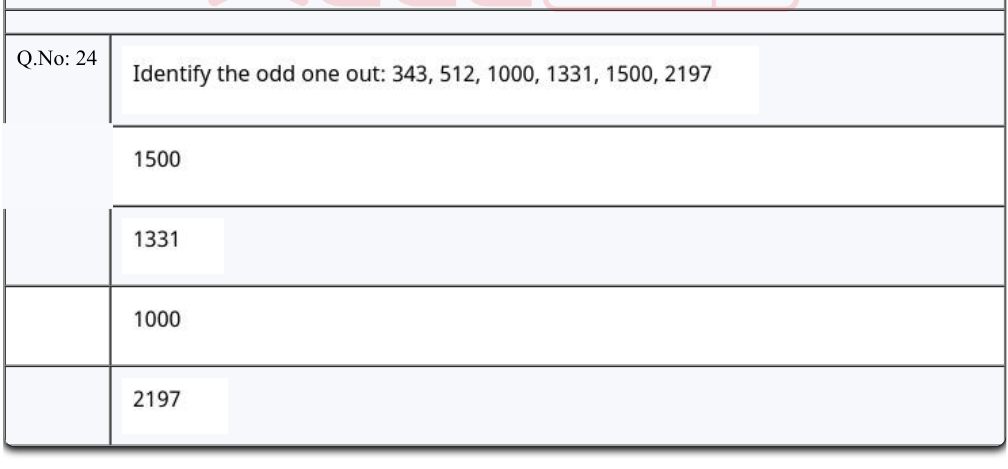 Q.No: 24
Identify the odd one out: 343, 512, 1000, 1331, 1500, 2197
1500
1331
1000
2197